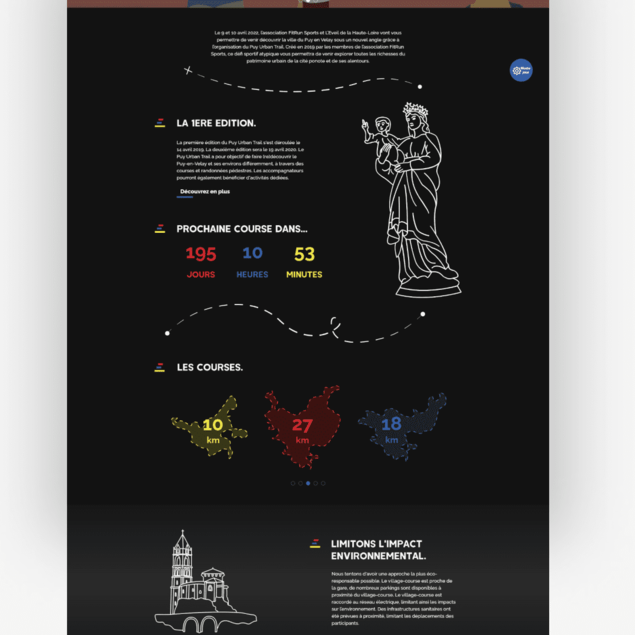 Le 9 et 10 avril 2022, l'association FitRun Sports et L'Éveil de la Haute-Loire vont vous
permettre de venir découvrir la ville du Puy en Velay sous un nouvel angle grâce à
l'organisation du Puy Urban Trail. Créé en 2019 par les membres de l'association FitRun
Sports, ce défi sportif atypique vous permettra de venir explorer toutes les richesses du
patrimoine urbain de la cité ponote et de ses alentours.
LA 1ERE EDITION.
La première édition du Puy Urban Trail s'est déroulée le
14 avril 2019. La deuxième édition sera le 19 avril 2020. Le
Puy Urban Trail a pour objectif de faire (re)découvrir le
Puy-en-Velay et ses environs différemment, à travers des
courses et randonnées pédestres. Les accompagnateurs
pourront également bénéficier d'activités dédiées.
Découvrez en plus
PROCHAINE COURSE DANS...
195 10 53
JOURS HEURES MINUTES
LES COURSES.
10 27 18
km km km
LIMITONS L'IMPACT
ENVIRONNEMENTAL.
Nous tentons d'avoir une approche la plus éco-
responsable possible. Le village-course est proche de
la gare, de nombreux parkings sont disponibles à
proximité du village-course. Le village-course est
raccordé au réseau électrique, limitant ainsi les impacts
sur l'environnement. Des infrastructures sanitaires ont
été prévues à proximité, limitant les déplacements des
participants.